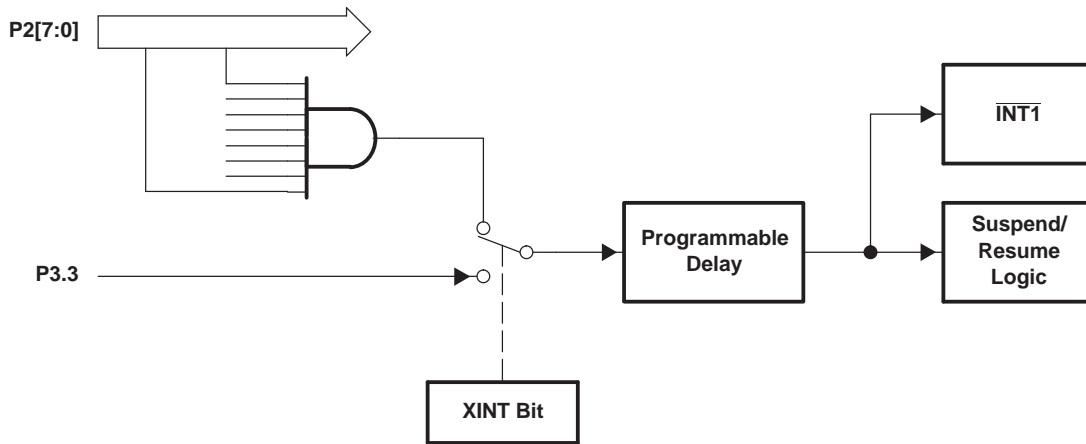 P2[7:0]
INT1
Programmable
Delay
Suspend/
Resume
Logic
P3.3
XINT Bit